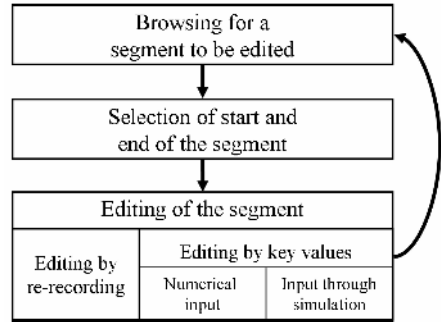 Browsing for a
segment to be edited
Selection of start and
end of the segment
Editing of the segment
Editing by
re-recording
Editing by key values
Numerical
input
Input through
simulation